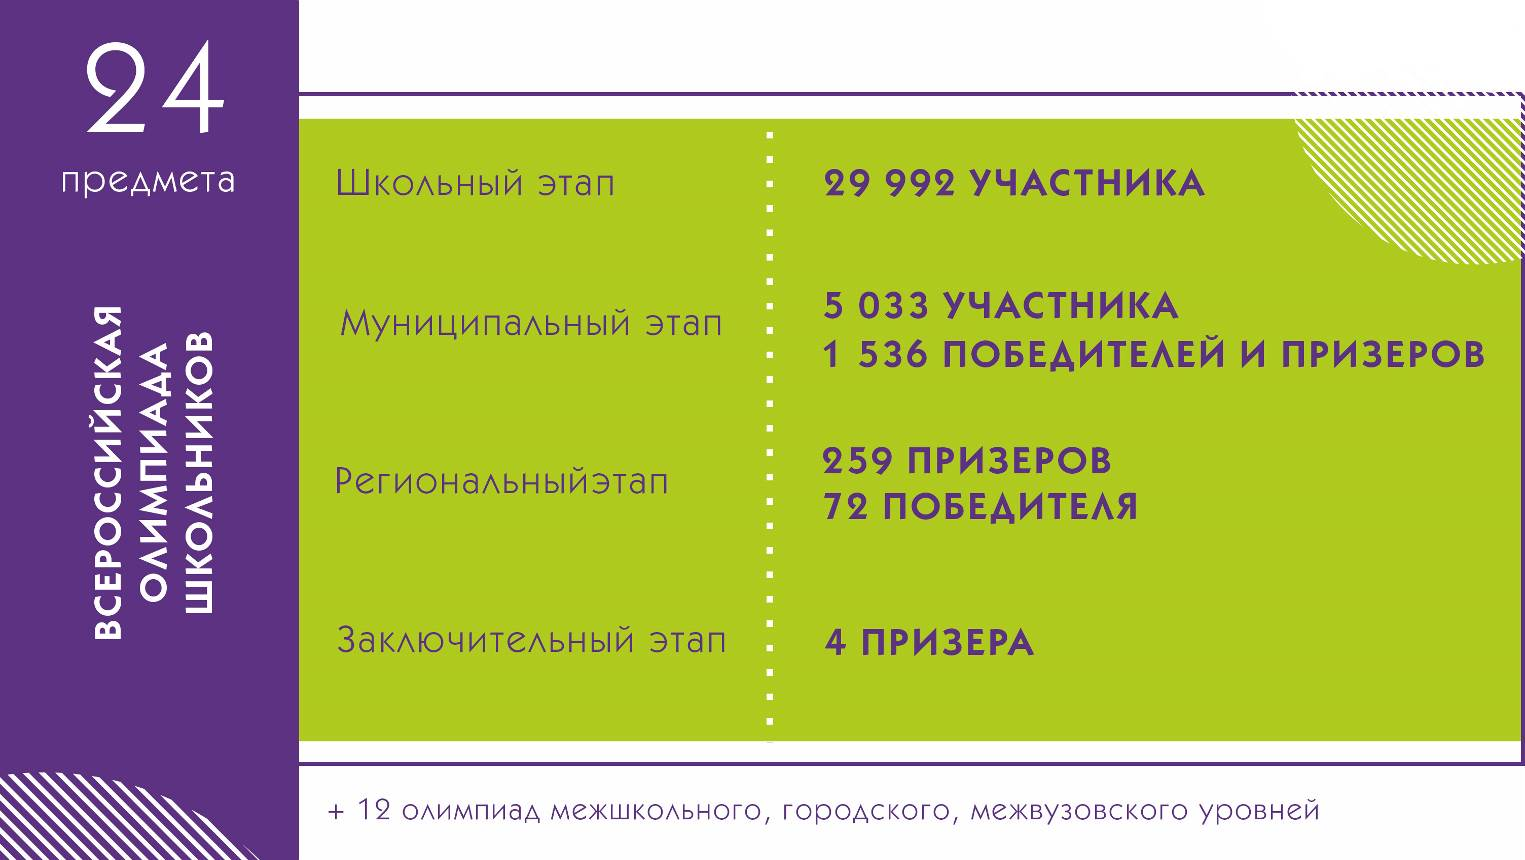 24
предмета
ВСЕРОССИЙСКАЯ
ОЛИМПИАДА
ШКОЛЬНИКОВ
Школьный этап
29 992 УЧАСТНИКА
Муниципальный этап
5 033 УЧАСТНИКА
1 536 ПОБЕДИТЕЛЕЙ И ПРИЗЕРОВ
Региональныйэтап
259 ПРИЗЕРОВ
72 ПОБЕДИТЕЛЯ
Заключительный этап
4 ПРИЗЕРА
+ 12 олимпиад межшкольного, городского, межвузовского уровней